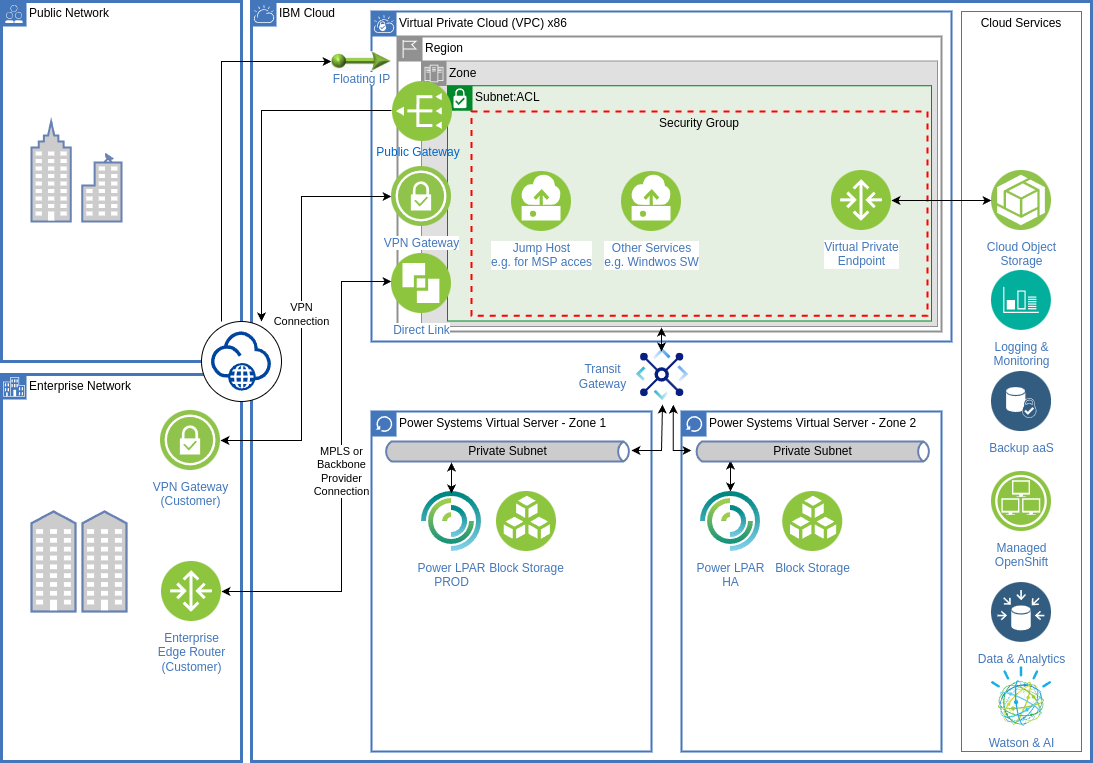 Public Network
IBM Cloud
Virtual Private Cloud (VPC) x86
Cloud Services
Region
Zone
Floating IP
Subnet:ACL
Security Group
Public Gateway
VPN Gateway
Jump Host
e.g. for MSP acces
Other Services
e.g. Windwos SW
Virtual Private
Endpoint
Cloud Object
Storage
Direct Link
VPN
Connection
Logging &
Monitoring
Transit
Gateway
Enterprise Network
Power Systems Virtual Server - Zone 1
Private Subnet
Power Systems Virtual Server - Zone 2
Private Subnet
Backup aaS
MPLS or
Backbone
Provider
Connection
VPN Gateway
(Customer)
Power LPAR
PROD
Block Storage
Power LPAR
HA
Block Storage
Managed
OpenShift
Enterprise
Edge Router
(Customer)
Data & Analytics
Watson & AI